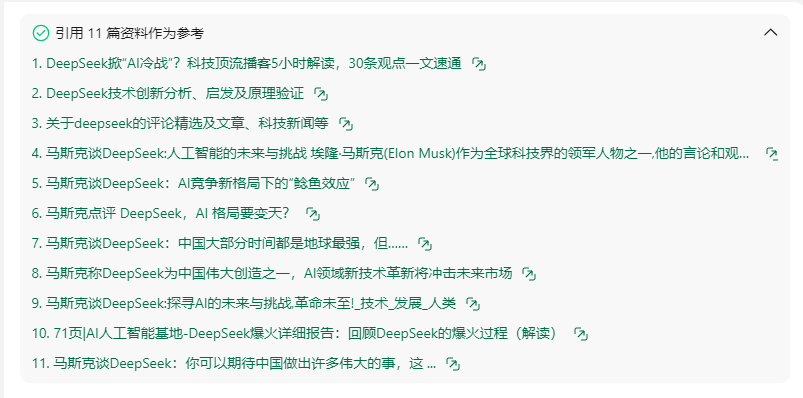 引用 11 篇资料作为参考
1. DeepSeek掀“AI冷战”？科技顶流播客5小时解读，30条观点一文速通
2. DeepSeek技术创新分析、启发及原理验证
3. 关于deepseek的评论精选及文章、科技新闻等
4. 马斯克谈DeepSeek:人工智能的未来与挑战 埃隆·马斯克(Elon Musk)作为全球科技界的领军人物之一,他的言论和观...
5. 马斯克谈DeepSeek：AI竞争新格局下的“鲶鱼效应”
6. 马斯克点评 DeepSeek，AI 格局要变天？
7. 马斯克谈DeepSeek：中国大部分时间都是地球最强，但......
8. 马斯克称DeepSeek为中国伟大创造之一，AI领域新技术革新将冲击未来市场
9. 马斯克谈DeepSeek:探寻AI的未来与挑战,革命未至!_技术_发展_人类
10. 71页|AI人工智能基地-DeepSeek爆火详细报告：回顾DeepSeek的爆火过程（解读）
11. 马斯克谈DeepSeek：你可以期待中国做出许多伟大的事，这 ...